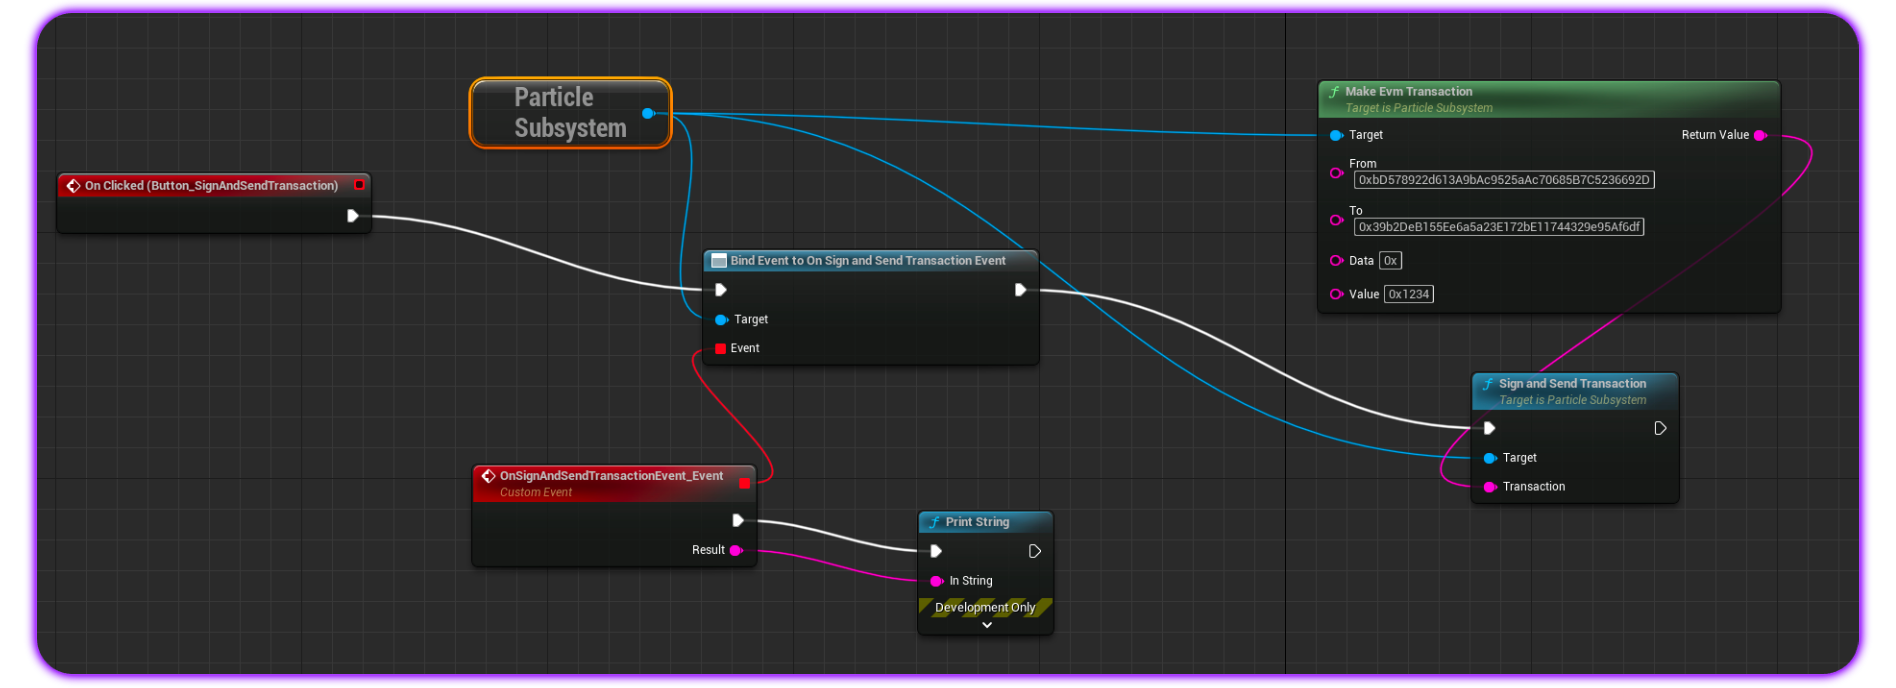 Particle
Subsystem
On Clicked (Button_SignAndSendTransaction)
Bind Event to On Sign and Send Transaction Event
Target
Event
OnSignAndSendTransactionEvent_Event
Custom Event
Result
Print String
In String
Development Only
Make Evm Transaction
Target is Particle Subsystem
Target
Return Value
From
0xbD578922d613A9bAc9525aAc70685B7C5236692D
To
0x39b2DeB155Ee6a5a23E172bE11744329e95Af6df
Data 0x
Value 0x1234
Sign and Send Transaction
Target is Particle Subsystem
Target
Transaction